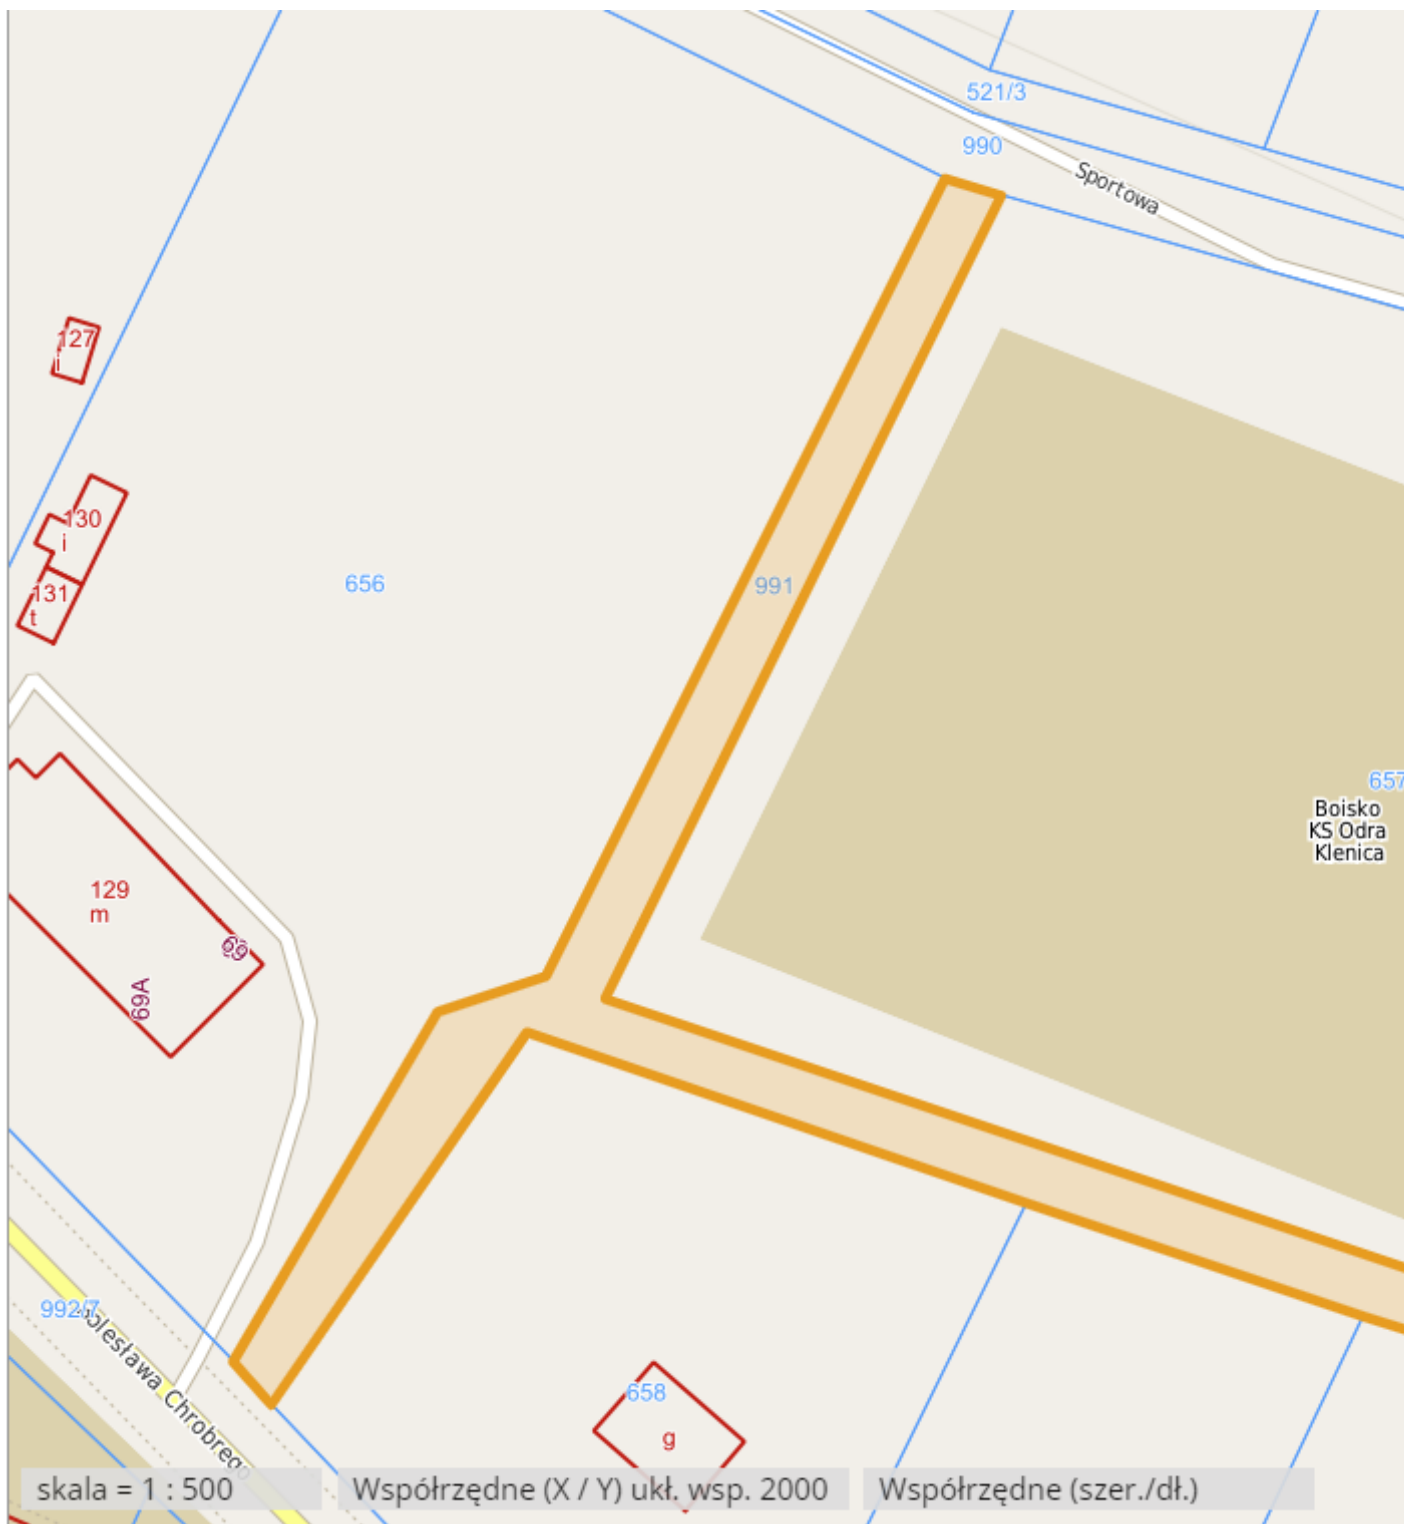 521/3
990
Sportowa
127
i
130
i
131
t
656
991
657
Boisko
KS Odra
Klenica
129
m
69
69A
992/7
Bolesława Chrobrego
658
g
skala = 1 : 500
Współrzędne (X / Y) ukł. wsp. 2000
Współrzędne (szer./dł.)